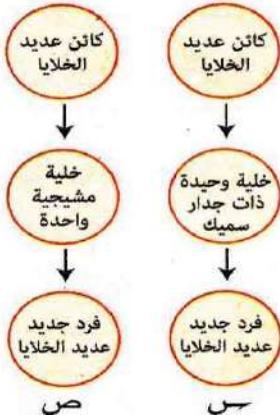 كائن عديد
الخلايا
خلية وحيدة
ذات جدار
سميك
فرد جديد
عديد الخلايا
س
كائن عديد
الخلايا
خلية
مشيجية
واحدة
فرد جديد
عديد الخلايا
ص